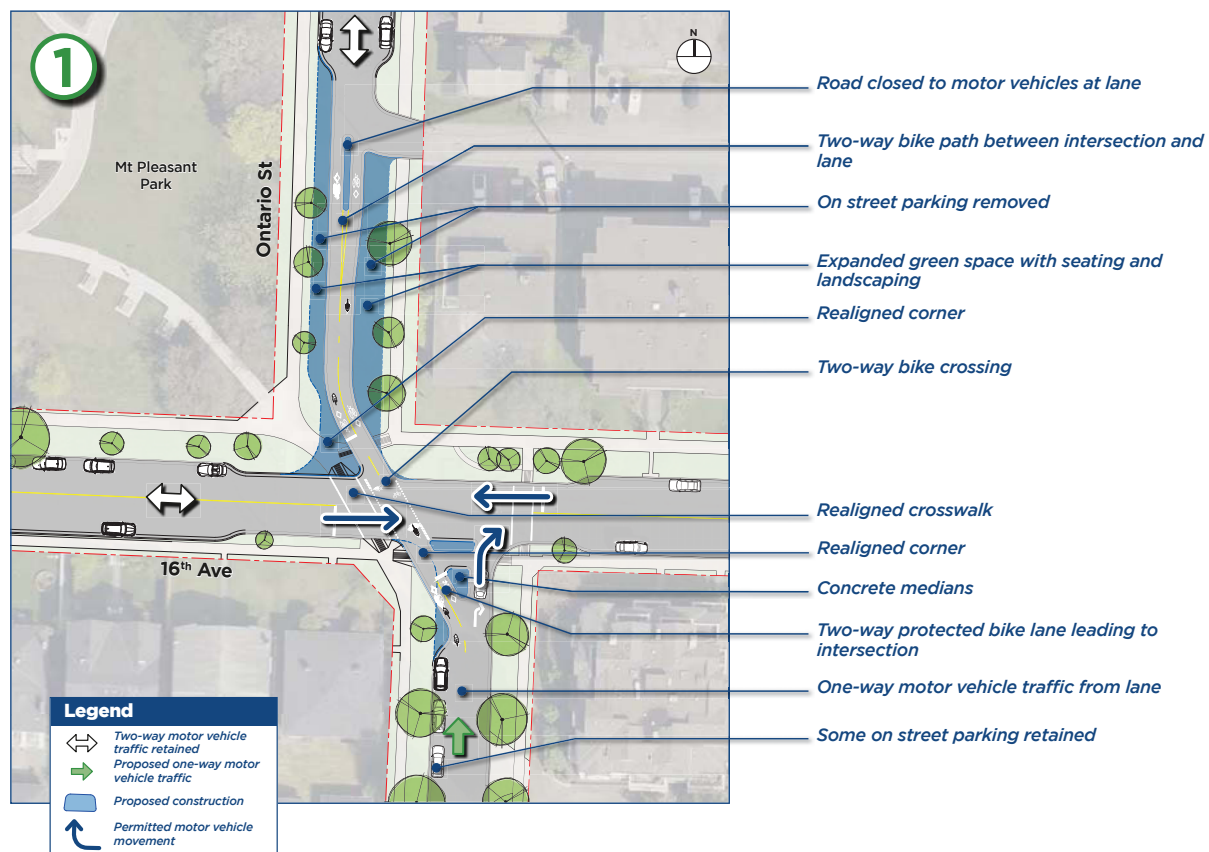 1
N
Mt Pleasant
Park
Ontario St
16th Ave
Road closed to motor vehicles at lane
Two-way bike path between intersection and
lane
On street parking removed
Expanded green space with seating and
landscaping
Realigned corner
Two-way bike crossing
Realigned crosswalk
Realigned corner
Concrete medians
Two-way protected bike lane leading to
intersection
One-way motor vehicle traffic from lane
Some on street parking retained
Legend
Two-way motor vehicle
traffic retained
Proposed one-way motor
vehicle traffic
Proposed construction
Permitted motor vehicle
movement